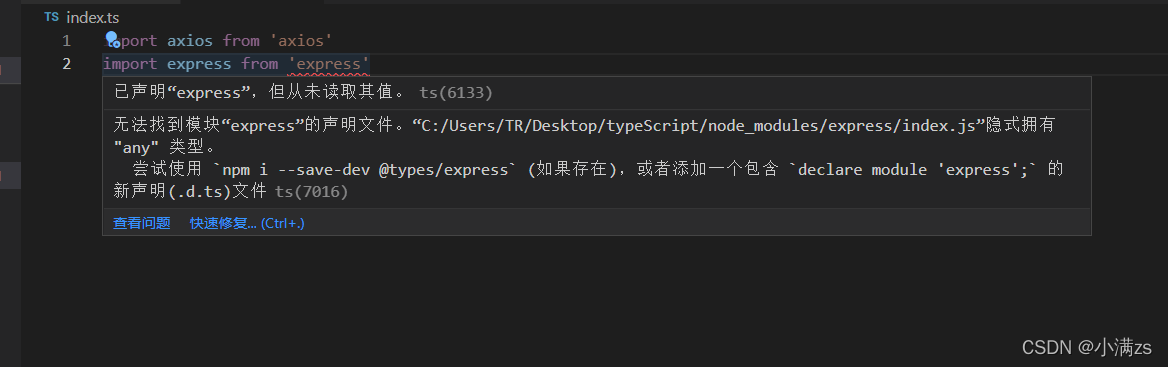 TS index.ts
1 import axios from 'axios'
2 import express from 'express'
已声明“express”，但从未读取其值。 ts(6133)
无法找到模块“express”的声明文件。“C:/Users/TR/Desktop/typeScript/node_modules/express/index.js”隐式拥有
"any" 类型。
尝试使用 `npm i --save-dev @types/express` (如果存在)，或者添加一个包含 `declare module 'express';` 的
新声明(.d.ts)文件 ts(7016)
查看问题 快速修复... (Ctrl+.)
CSDN @小满zs